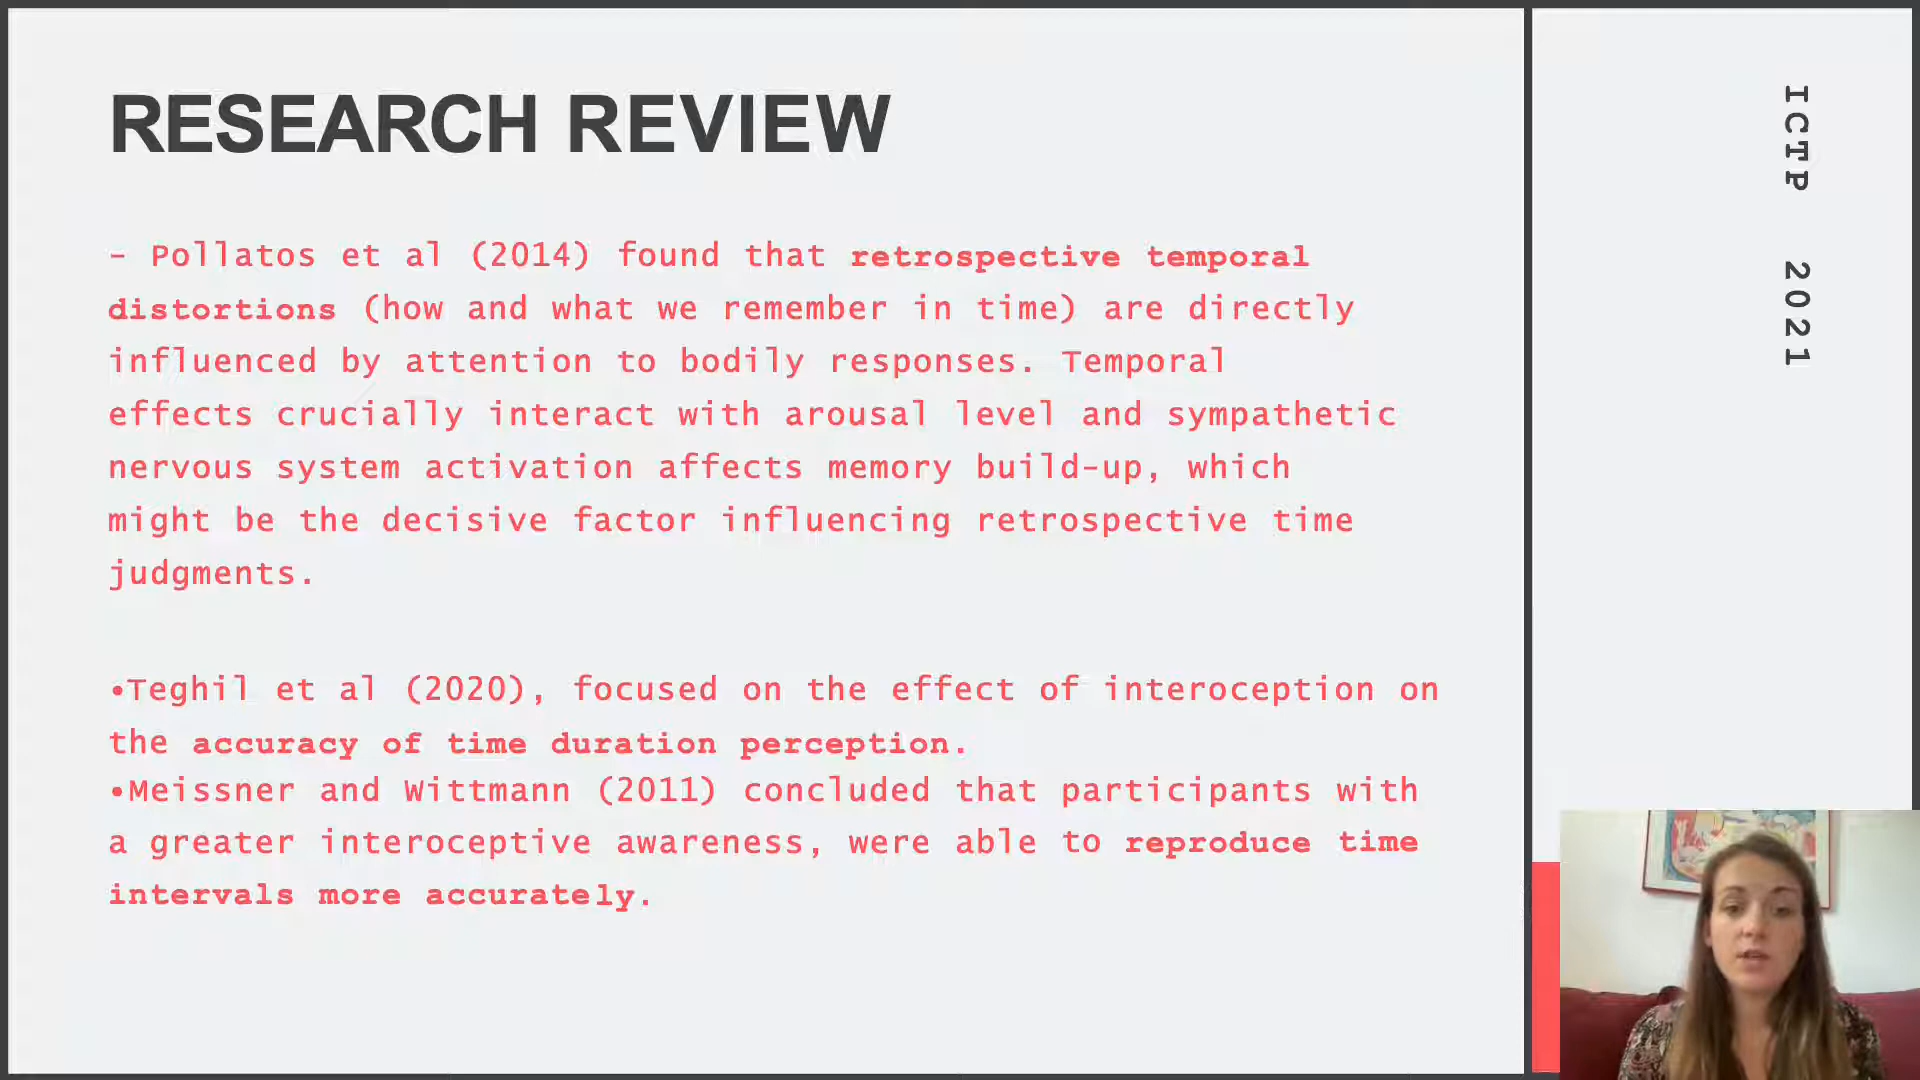 RESEARCH REVIEW
– Pollatos et al (2014) found that retrospective temporal
distortions (how and what we remember in time) are directly
influenced by attention to bodily responses. Temporal
effects crucially interact with arousal level and sympathetic
nervous system activation affects memory build-up, which
might be the decisive factor influencing retrospective time
judgments.
•Teghil et al (2020), focused on the effect of interoception on
the accuracy of time duration perception.
•Meissner and Wittmann (2011) concluded that participants with
a greater interoceptive awareness, were able to reproduce time
intervals more accurately.
ICTP 2021